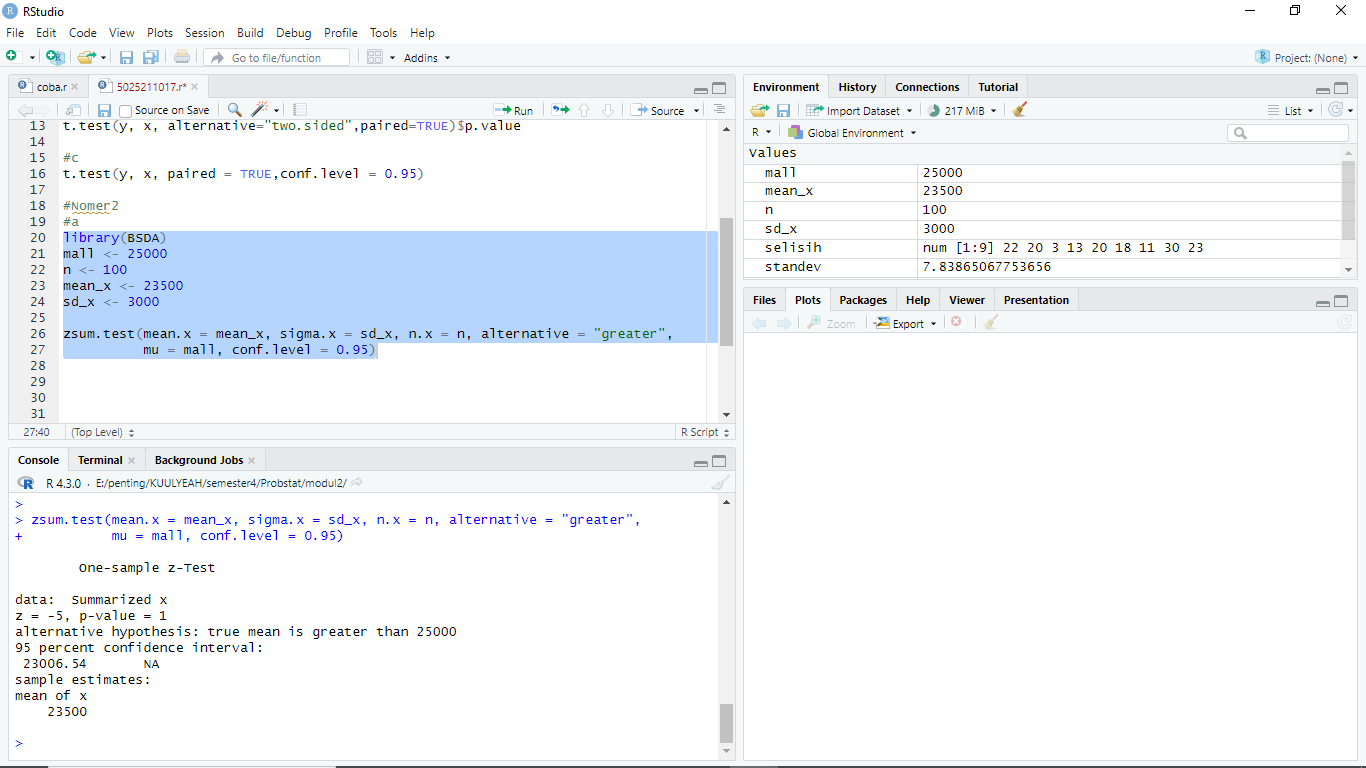 RStudio
File Edit Code View Plots Session Build Debug Profile Tools Help
Go to file/function Addins Project: (None)
coba.r 5025211017.r*
Source on Save Run Source
13 t.test(y, x, alternative="two.sided",paired=TRUE)$p.value
14
15 #c
16 t.test(y, x, paired = TRUE,conf.level = 0.95)
17
18 #Nomer2
19 #a
20 library(BSDA)
21 mall <- 25000
22 n <- 100
23 mean_x <- 23500
24 sd_x <- 3000
25
26 zsum.test(mean.x = mean_x, sigma.x = sd_x, n.x = n, alternative = "greater",
27 mu = mall, conf.level = 0.95)
28
29
30
31
27:40 (Top Level) R Script
Console Terminal Background Jobs
R 4.3.0 · E:/penting/KUULYEAH/semester4/Probstat/modul2/
>
> zsum.test(mean.x = mean_x, sigma.x = sd_x, n.x = n, alternative = "greater",
+ mu = mall, conf.level = 0.95)
One-sample z-Test
data: Summarized x
z = -5, p-value = 1
alternative hypothesis: true mean is greater than 25000
95 percent confidence interval:
23006.54 NA
sample estimates:
mean of x
23500
>
Environment History Connections Tutorial
Import Dataset 217 MiB List
R Global Environment
Values
mall 25000
mean_x 23500
n 100
sd_x 3000
selisih num [1:9] 22 20 3 13 20 18 11 30 23
standev 7.83865067753656
Files Plots Packages Help Viewer Presentation
Zoom Export